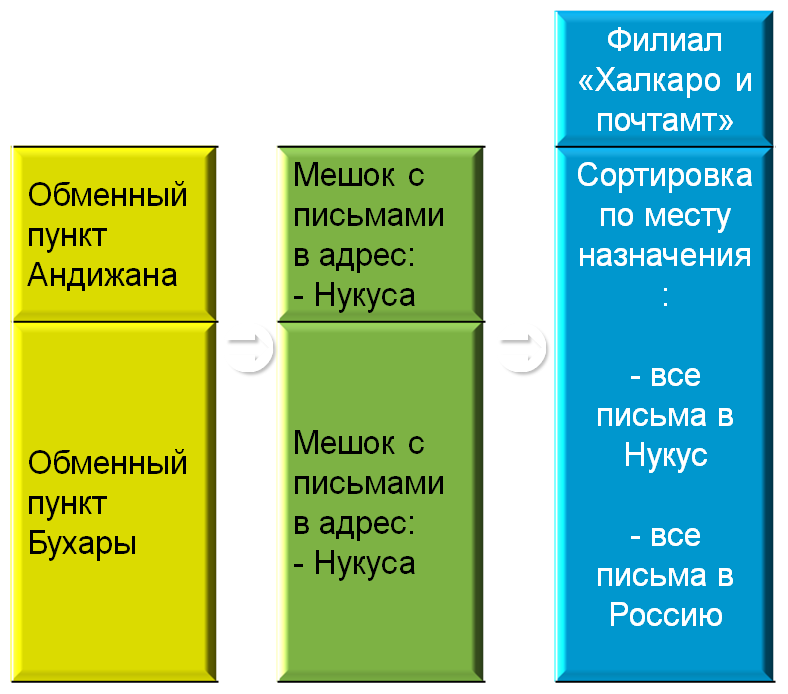 Обменный
пункт
Андижана
Обменный
пункт
Бухары
Мешок с
письмами
в адрес:
- Нукуса
Мешок с
письмами
в адрес:
- Нукуса
Филиал
«Халкаро и
почтамт»
Сортировка
по месту
назначения
:
- все
письма в
Нукус
- все
письма в
Россию